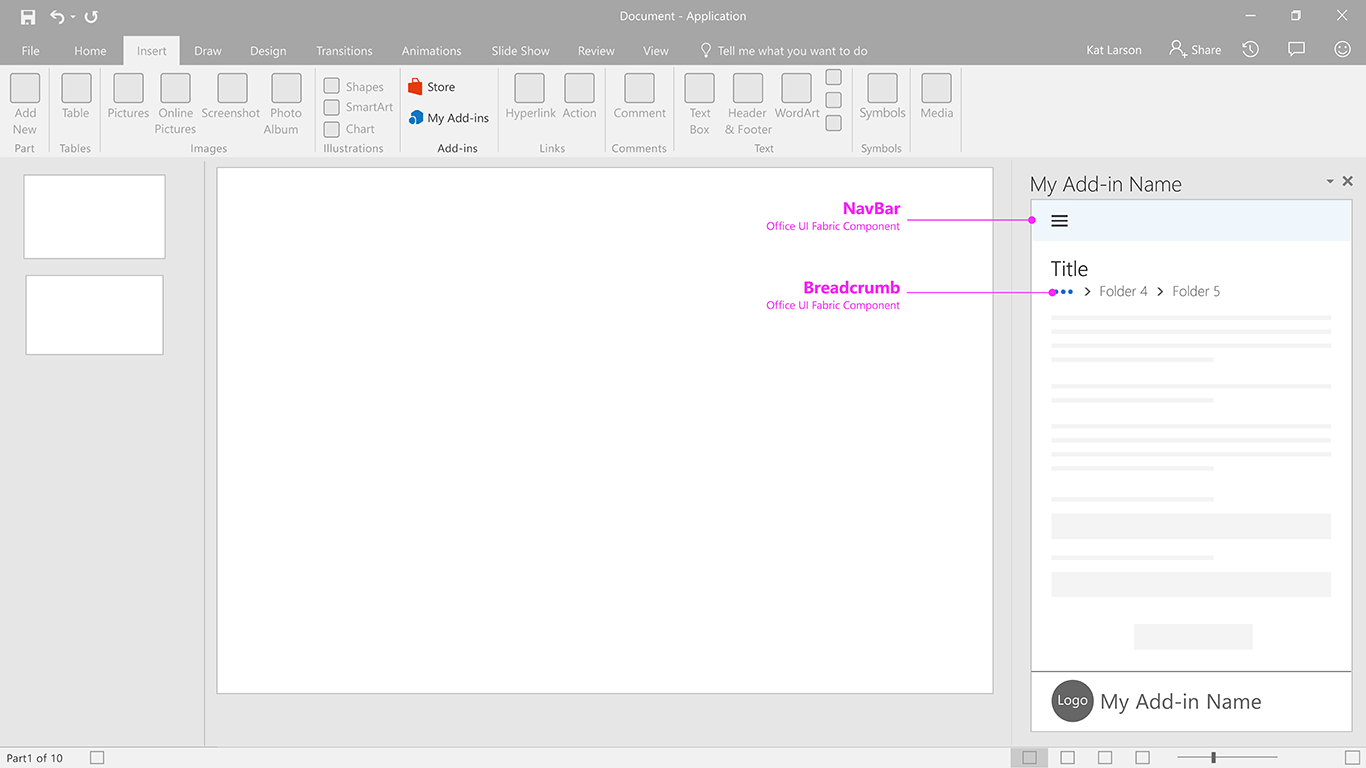 Document - Application
File Home Insert Draw Design Transitions Animations Slide Show Review View Tell me what you want to do Kat Larson Share
Add New
Table
Pictures
Online Pictures
Screenshot
Photo Album
Shapes
SmartArt
Chart
Store
My Add-ins
Hyperlink
Action
Comment
Text Box
Header & Footer
WordArt
Symbols
Media
Part Tables Images Illustrations Add-ins Links Comments Text Symbols
My Add-in Name
NavBar
Office UI Fabric Component
Title
Breadcrumb
Office UI Fabric Component
Folder 4 Folder 5
Logo My Add-in Name
Part1 of 10